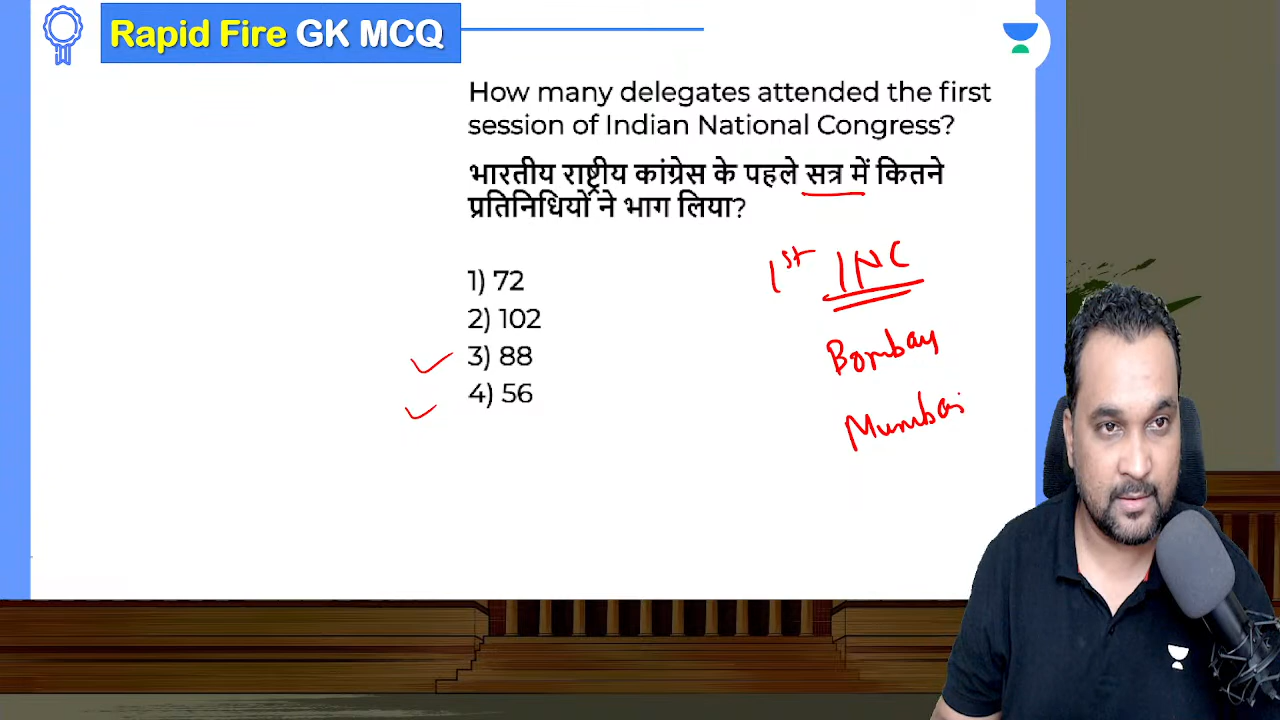 Rapid Fire GK MCQ
How many delegates attended the first
session of Indian National Congress?
भारतीय राष्ट्रीय कांग्रेस के पहले सत्र में कितने
प्रतिनिधियों ने भाग लिया?
1) 72
2) 102
3) 88
4) 56
1st INC
Bombay
Mumbai